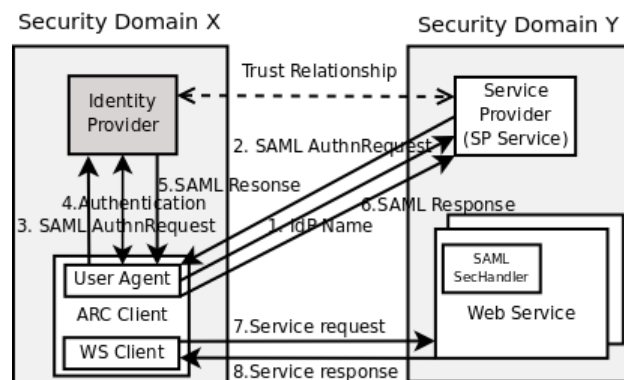 Security Domain X
Security Domain Y
Trust Relationship
Identity
Provider
Service
Provider
(SP Service)
2. SAML AuthnRequest
5.SAML Resonse
4.Authentication
3. SAML AuthnRequest
6.SAML Response
1. IdP Name
User Agent
ARC Client
WS Client
SAML
SecHandler
Web Service
7.Service request
8.Service response